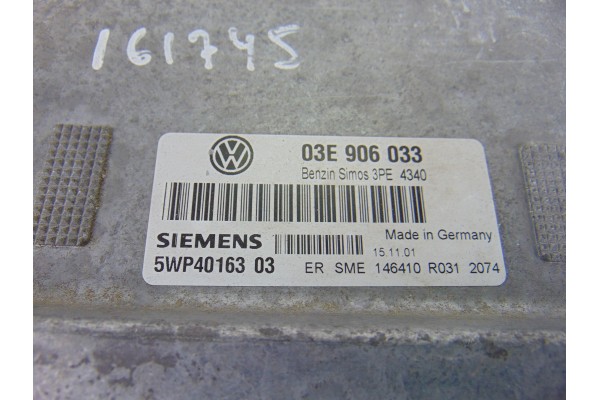 161745
03E 906 033
Benzin Simos 3PE 4340
SIEMENS
Made in Germany
15.11.01
5WP40163 03
ER SME 146410 R031 2074